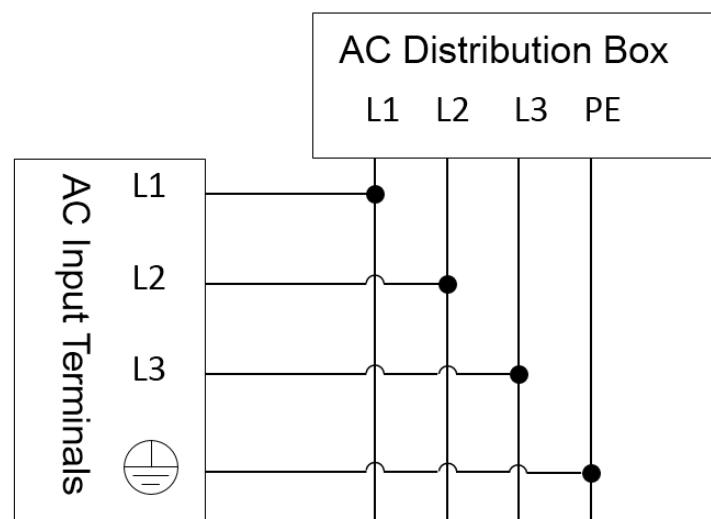 AC Distribution Box
L1 L2 L3 PE
AC Input Terminals
L1
L2
L3